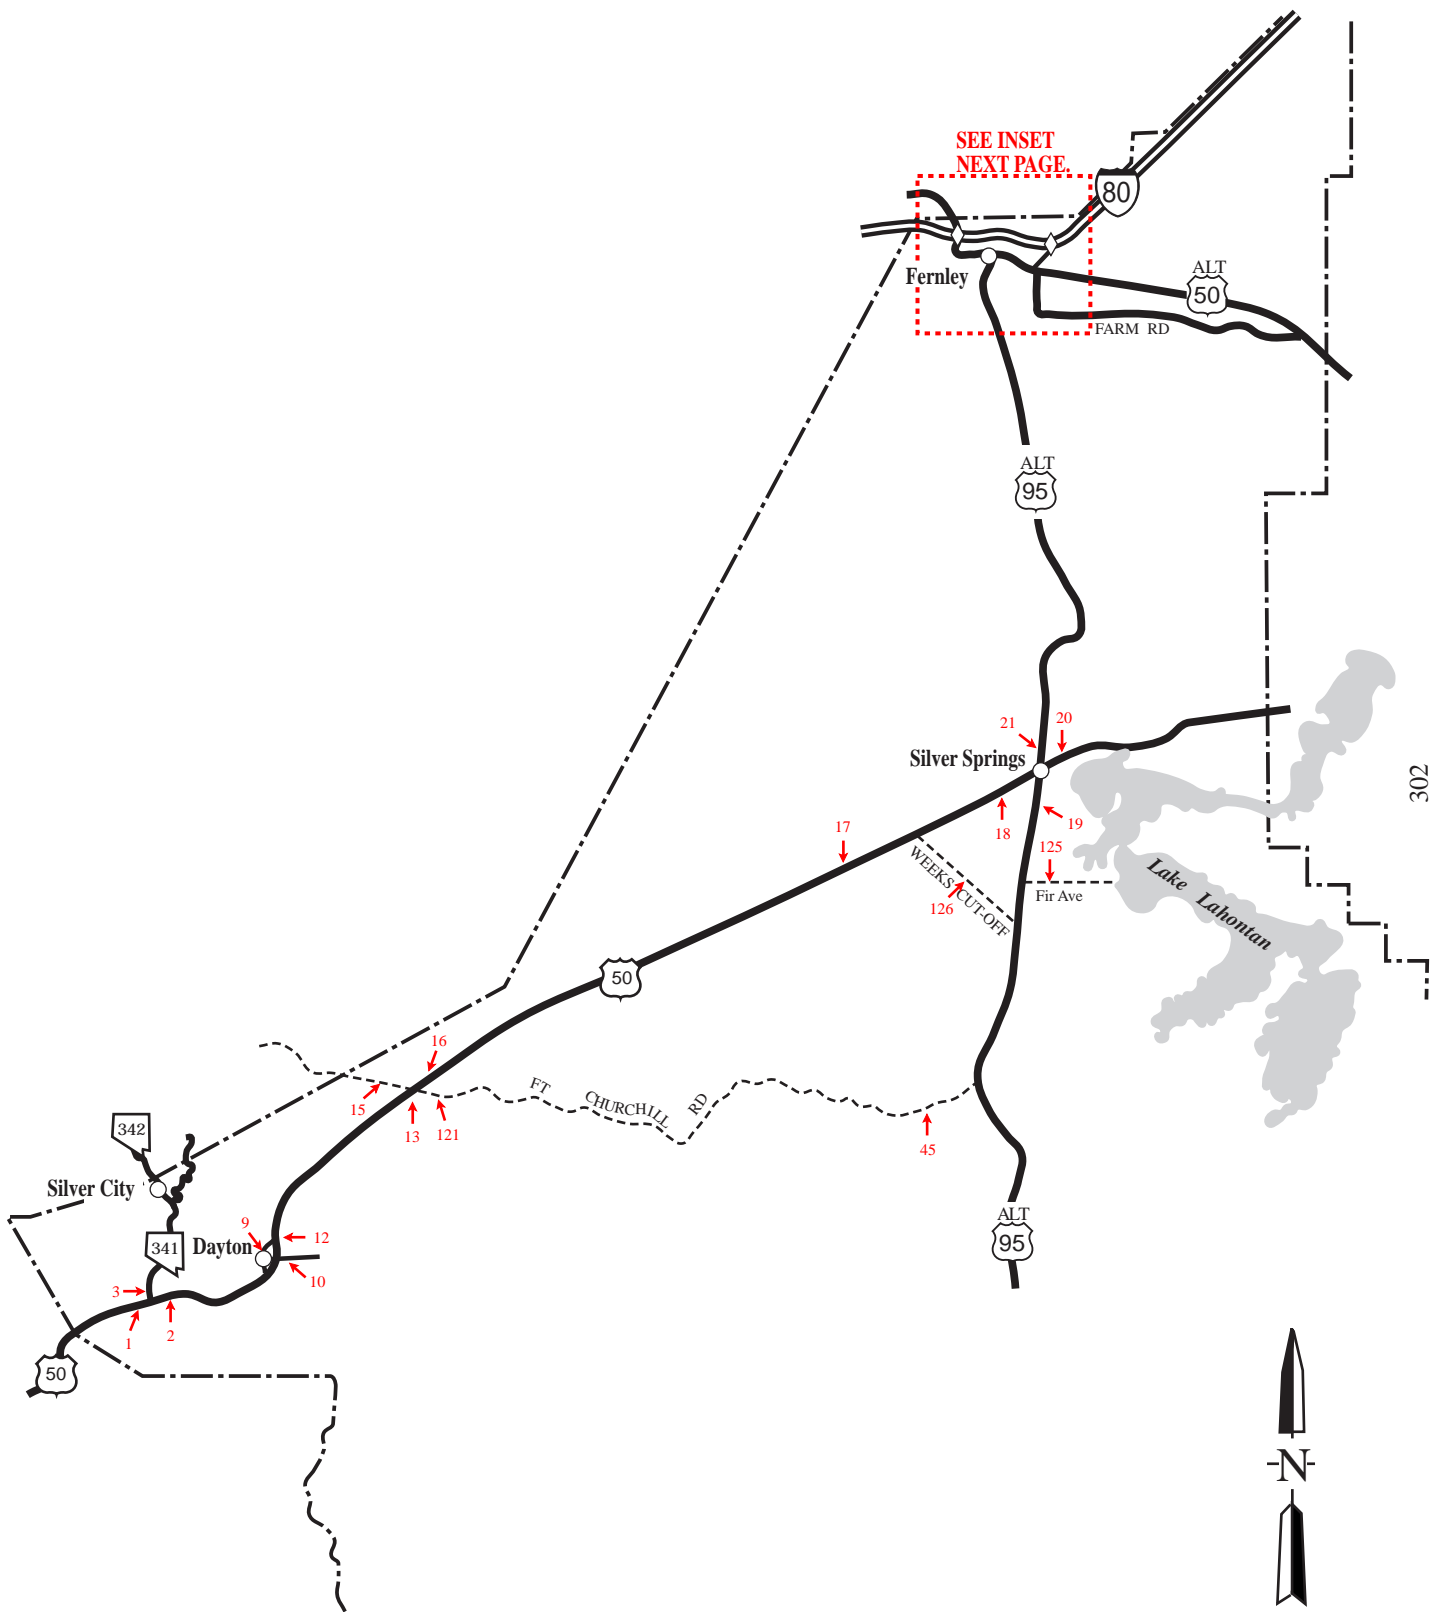 SEE INSET
NEXT PAGE.
80
Fernley
ALT
50
FARM RD
ALT
95
21
20
Silver Springs
302
17
18
19
125
WEEKS CUT-OFF
126
Fir Ave
Lake Lahontan
50
16
15
13
121
FT CHURCHILL RD
45
342
Silver City
341
9
Dayton
12
10
3
1
2
50
ALT
95
N